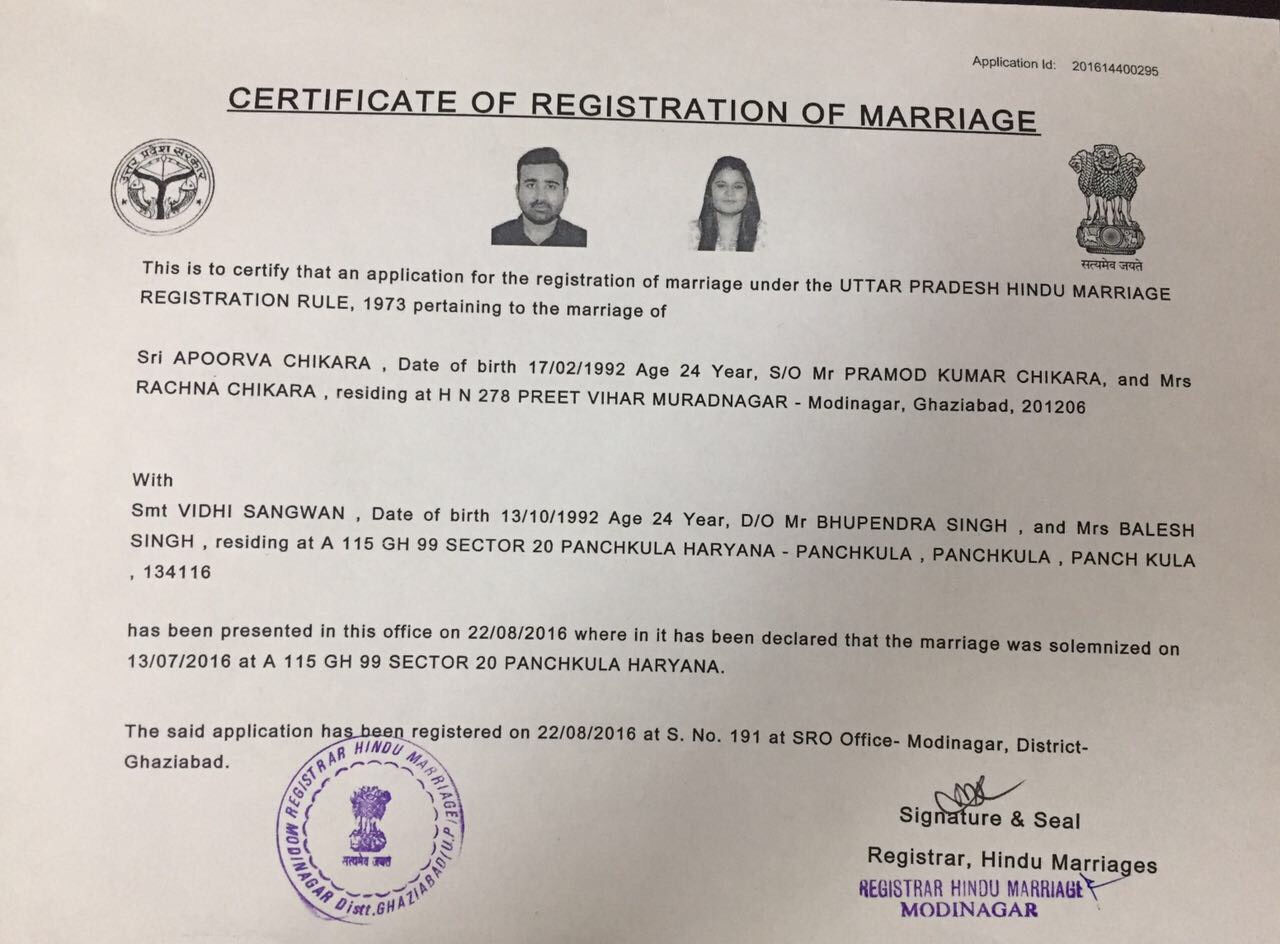 Application Id: 201614400295
CERTIFICATE OF REGISTRATION OF MARRIAGE
उत्तर प्रदेश सरकार
सत्यमेव जयते
This is to certify that an application for the registration of marriage under the UTTAR PRADESH HINDU MARRIAGE
REGISTRATION RULE, 1973 pertaining to the marriage of
Sri APOORVA CHIKARA , Date of birth 17/02/1992 Age 24 Year, S/O Mr PRAMOD KUMAR CHIKARA, and Mrs
RACHNA CHIKARA , residing at H N 278 PREET VIHAR MURADNAGAR - Modinagar, Ghaziabad, 201206
With
Smt VIDHI SANGWAN , Date of birth 13/10/1992 Age 24 Year, D/O Mr BHUPENDRA SINGH , and Mrs BALESH
SINGH , residing at A 115 GH 99 SECTOR 20 PANCHKULA HARYANA - PANCHKULA , PANCHKULA , PANCH KULA
, 134116
has been presented in this office on 22/08/2016 where in it has been declared that the marriage was solemnized on
13/07/2016 at A 115 GH 99 SECTOR 20 PANCHKULA HARYANA.
The said application has been registered on 22/08/2016 at S. No. 191 at SRO Office- Modinagar, District-
Ghaziabad.
REGISTRAR HINDU MARRIAGE
MODINAGAR Distt.GHAZIABAD(U.P.)
सत्यमेव जयते
Signature & Seal
Registrar, Hindu Marriages
REGISTRAR HINDU MARRIAGE
MODINAGAR